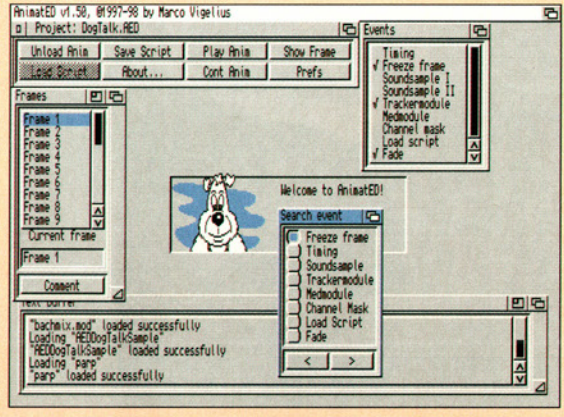 AnimatED v1.50, @1997-98 by Marco Vigelius
Project: DogTalk.AED
Unload Anim
Save Script
Play Anim
Show Frame
Load Script
About...
Cont Anim
Prefs
Events
Timing
√ Freeze frame
Soundsample I
Soundsample II
√ Trackermodule
Medmodule
Channel mask
Load script
√ Fade
Frames
Frame 1
Frame 2
Frame 3
Frame 4
Frame 5
Frame 6
Frame 7
Frame 8
Frame 9
Current frame
Frame 1
Comment
Welcome to AnimatED!
Search event
Freeze frame
Timing
Soundsample
Trackermodule
Medmodule
Channel Mask
Load Script
Fade
< >
Text buffer
"bachmix.mod" loaded successfully
Loading "AEDDogTalkSample"
"AEDDogTalkSample" loaded successfully
Loading "parp"
"parp" loaded successfully